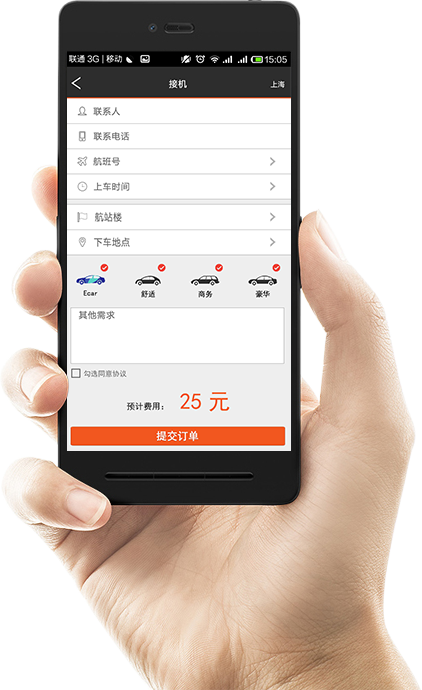 联通 3G | 移动 15:05
接机 上海
联系人
联系电话
航班号
上车时间
航站楼
下车地点
Ecar 舒适 商务 豪华
其他需求
勾选同意协议
预计费用： 25 元
提交订单